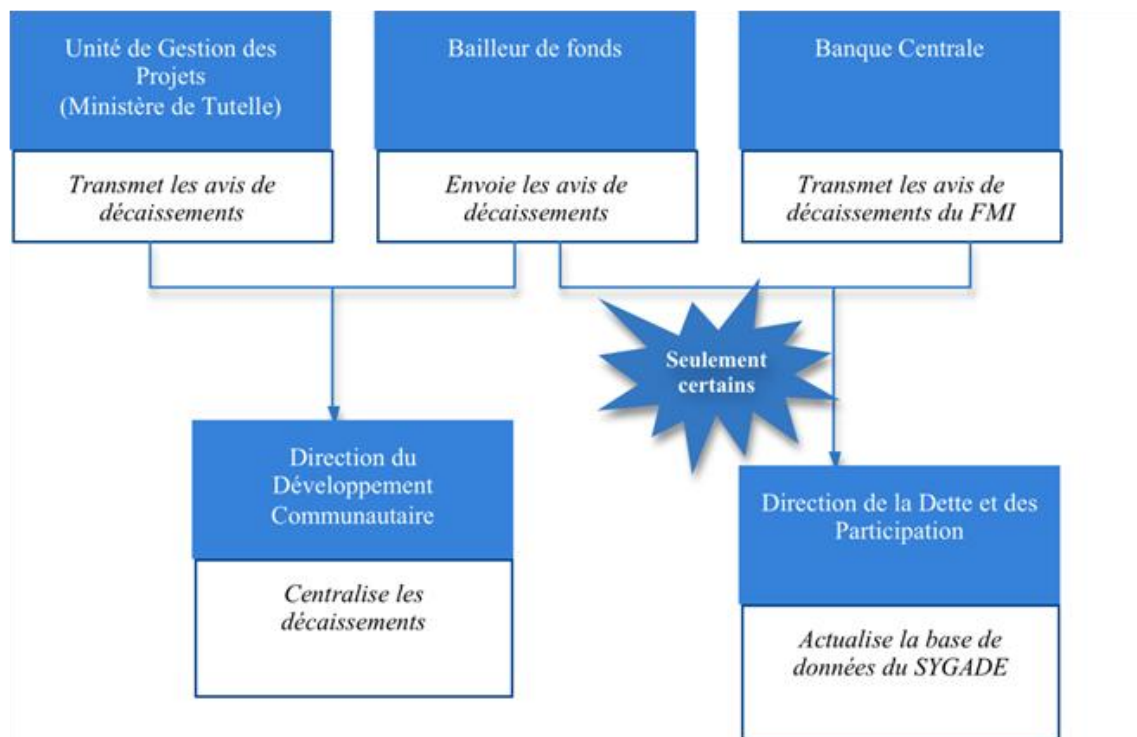 Unité de Gestion des
Projets
(Ministère de Tutelle)
Transmet les avis de
décaissements
Bailleur de fonds
Envoie les avis de
décaissements
Banque Centrale
Transmet les avis de
décaissements du FMI
Seulement
certains
Direction du
Développement
Communautaire
Centralise les
décaissements
Direction de la Dette et des
Participation
Actualise la base de
données du SYGADE